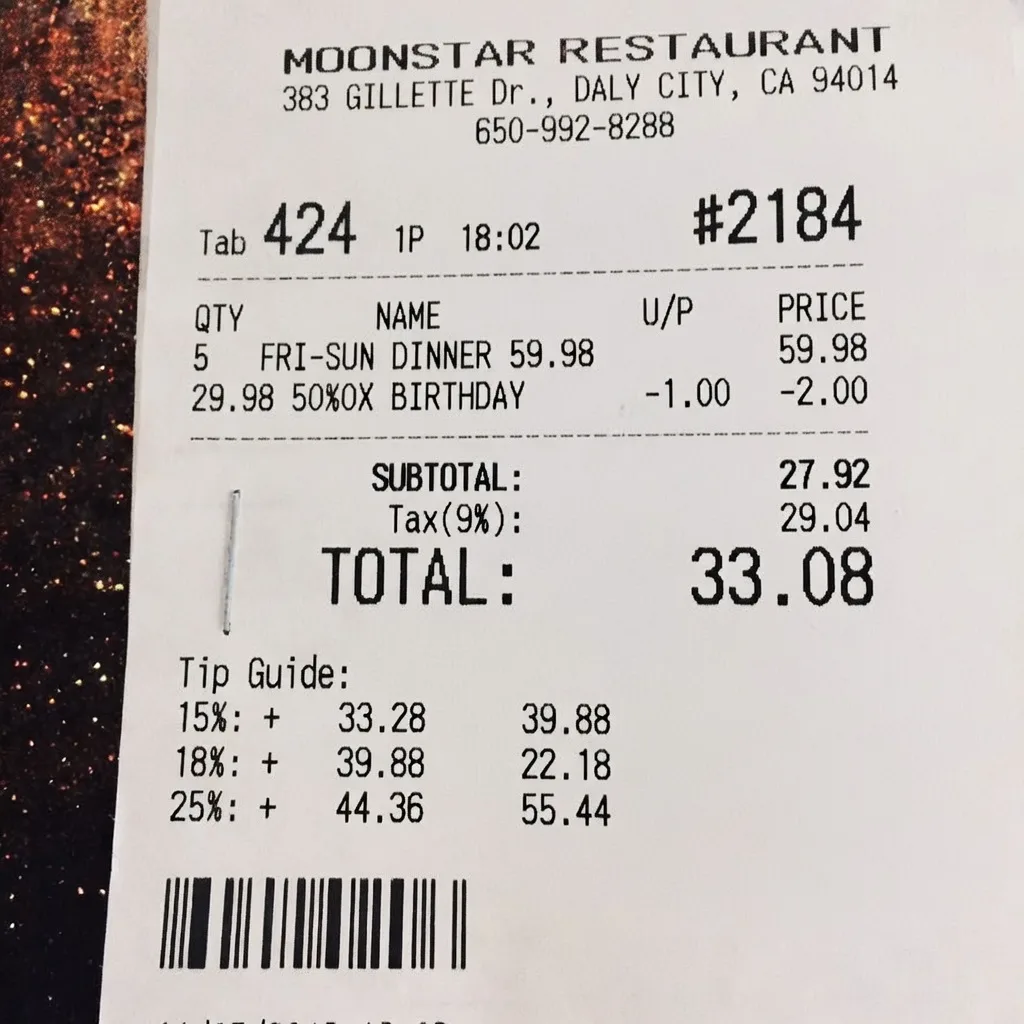 MOONSTAR RESTAURANT
383 GILLETTE Dr., DALY CITY, CA 94014
650-992-8288
Tab 424 1P 18:02 #2184
QTY NAME U/P PRICE
5 FRI-SUN DINNER 59.98 59.98
29.98 50%OX BIRTHDAY -1.00 -2.00
SUBTOTAL: 27.92
Tax(9%): 29.04
TOTAL: 33.08
Tip Guide:
15%: + 33.28 39.88
18%: + 39.88 22.18
25%: + 44.36 55.44